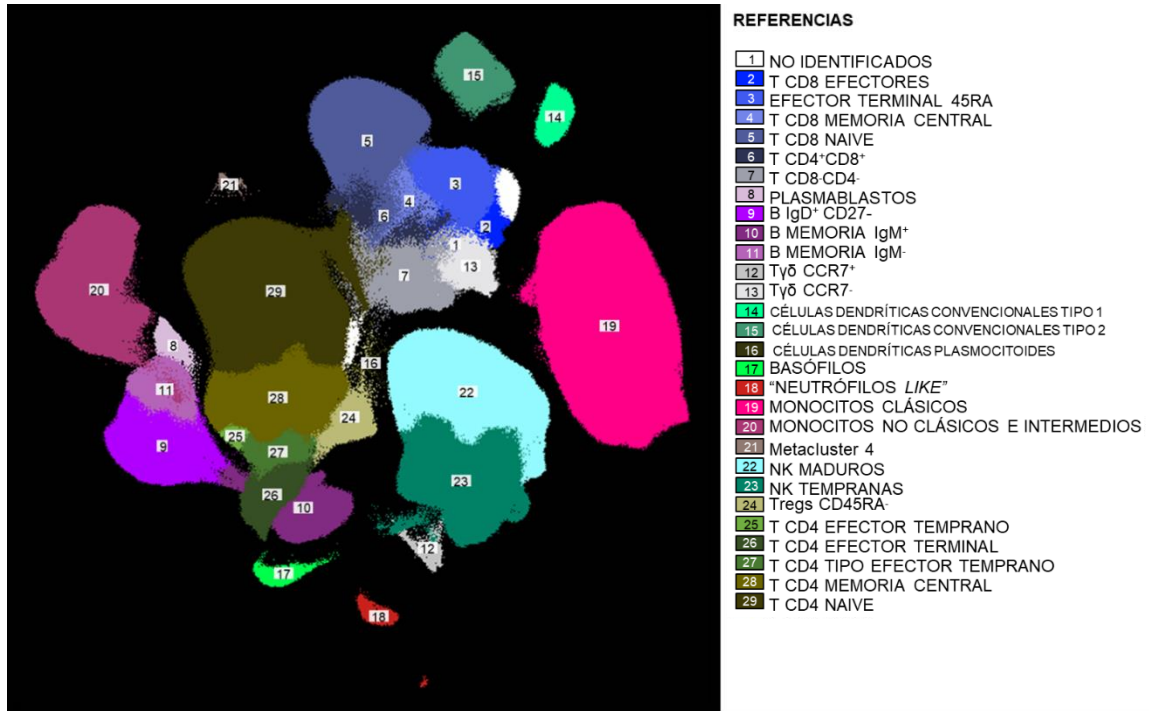 REFERENCIAS
1 NO IDENTIFICADOS
2 T CD8 EFECTORES
3 EFECTOR TERMINAL 45RA
4 T CD8 MEMORIA CENTRAL
5 T CD8 NAIVE
6 T CD4⁺CD8⁺
7 T CD8⁻CD4⁻
8 PLASMABLASTOS
9 B IgD⁺ CD27-
10 B MEMORIA IgM⁺
11 B MEMORIA IgM⁻
12 Tγδ CCR7⁺
13 Tγδ CCR7⁻
14 CÉLULAS DENDRÍTICAS CONVENCIONALES TIPO 1
15 CÉLULAS DENDRÍTICAS CONVENCIONALES TIPO 2
16 CÉLULAS DENDRÍTICAS PLASMOCITOIDES
17 BASÓFILOS
18 “NEUTRÓFILOS LIKE”
19 MONOCITOS CLÁSICOS
20 MONOCITOS NO CLÁSICOS E INTERMEDIOS
21 Metacluster 4
22 NK MADUROS
23 NK TEMPRANAS
24 Tregs CD45RA⁻
25 T CD4 EFECTOR TEMPRANO
26 T CD4 EFECTOR TERMINAL
27 T CD4 TIPO EFECTOR TEMPRANO
28 T CD4 MEMORIA CENTRAL
29 T CD4 NAIVE
15
14
5
21
3
4
6
2
1
13
7
20
29
19
8
16
11
22
28
24
25
9
27
23
26
10
12
17
18